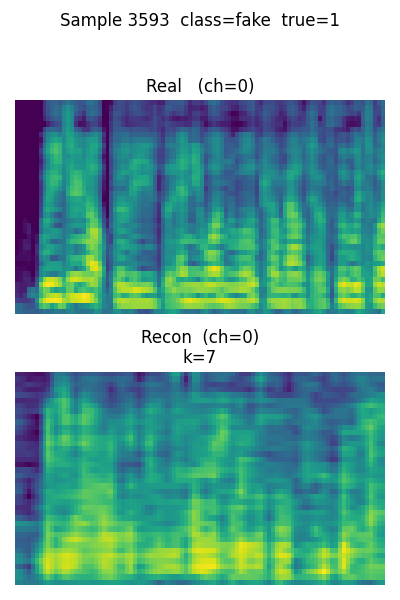 Sample 3593  class=fake  true=1
Real   (ch=0)
Recon  (ch=0)
k=7